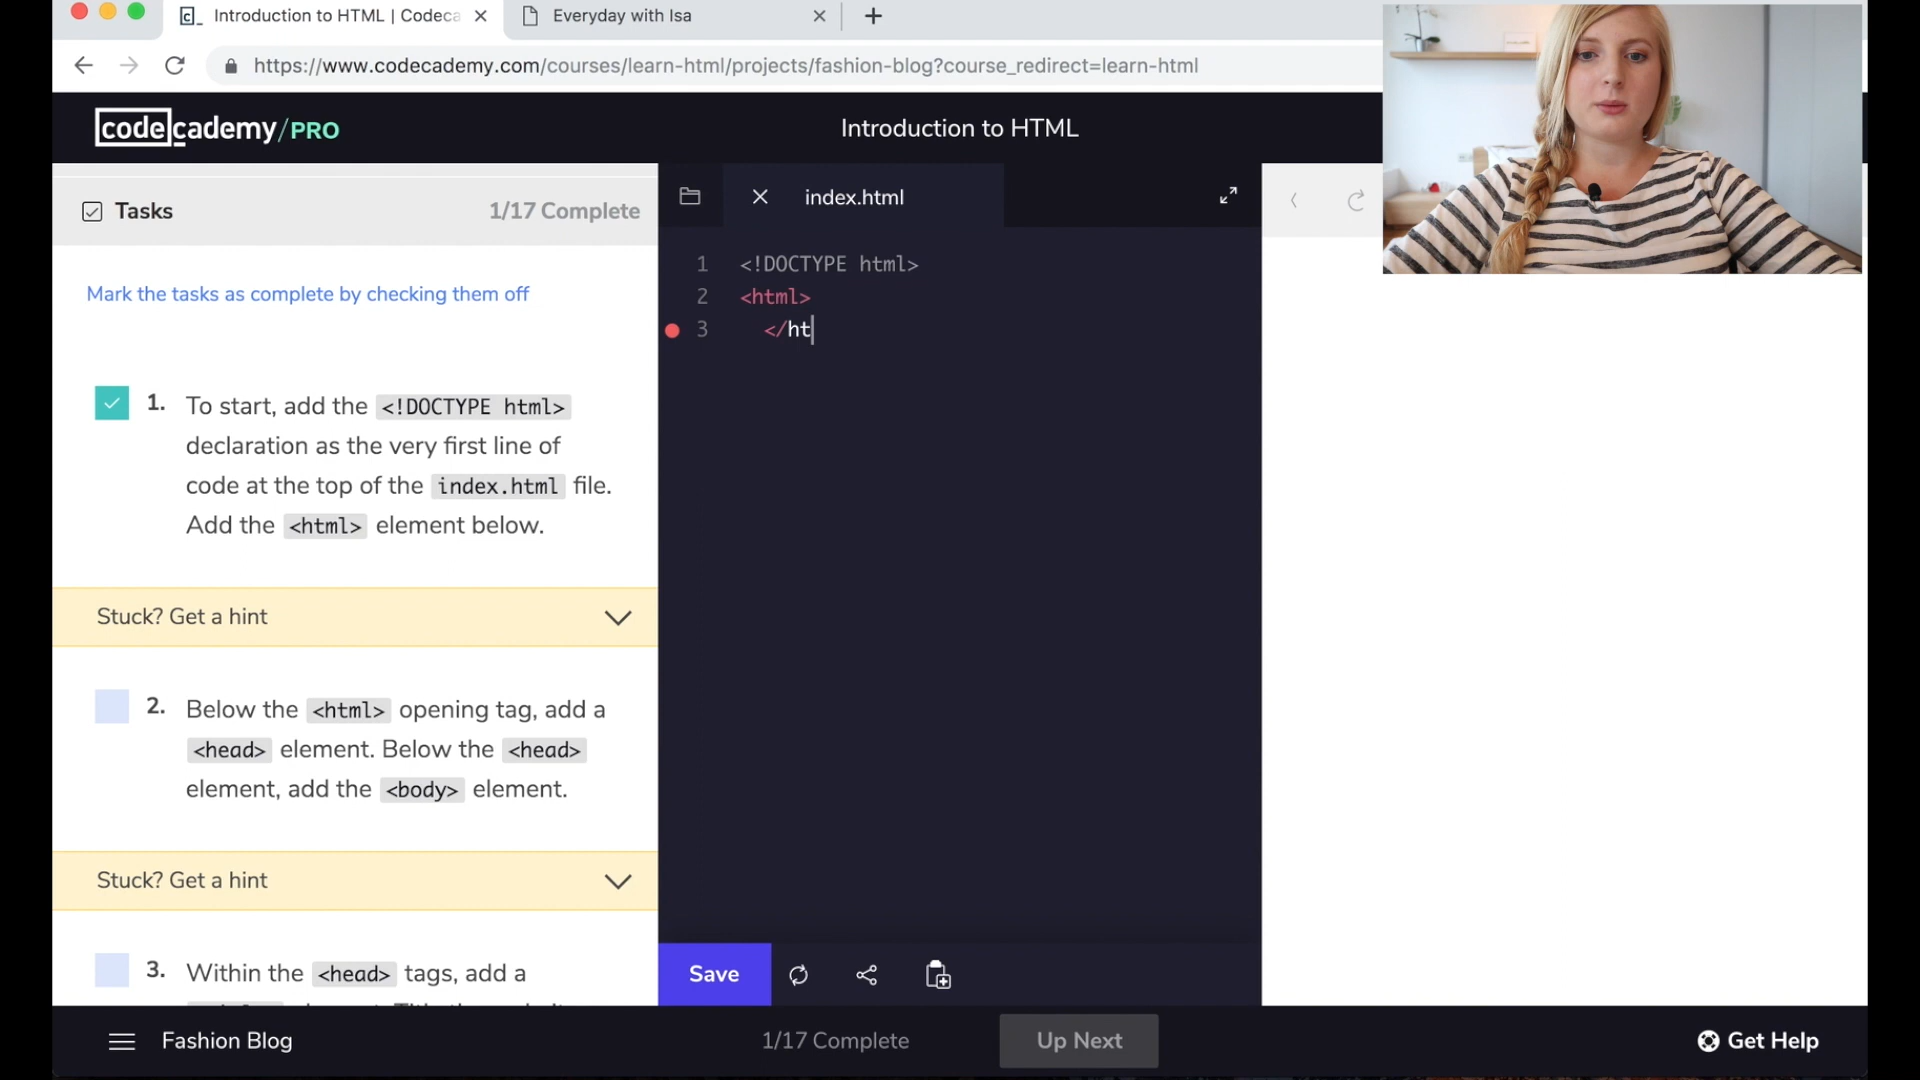 Introduction to HTML | Codeca
Everyday with Isa
https://www.codecademy.com/courses/learn-html/projects/fashion-blog?course_redirect=learn-html
codecademy/PRO
Introduction to HTML
Tasks
1/17 Complete
index.html
Mark the tasks as complete by checking them off
1. To start, add the <!DOCTYPE html>
declaration as the very first line of
code at the top of the index.html file.
Add the <html> element below.
Stuck? Get a hint
2. Below the <html> opening tag, add a
<head> element. Below the <head>
element, add the <body> element.
Stuck? Get a hint
3. Within the <head> tags, add a
1 <!DOCTYPE html>
2 <html>
3 </ht
Save
Fashion Blog
1/17 Complete
Up Next
Get Help